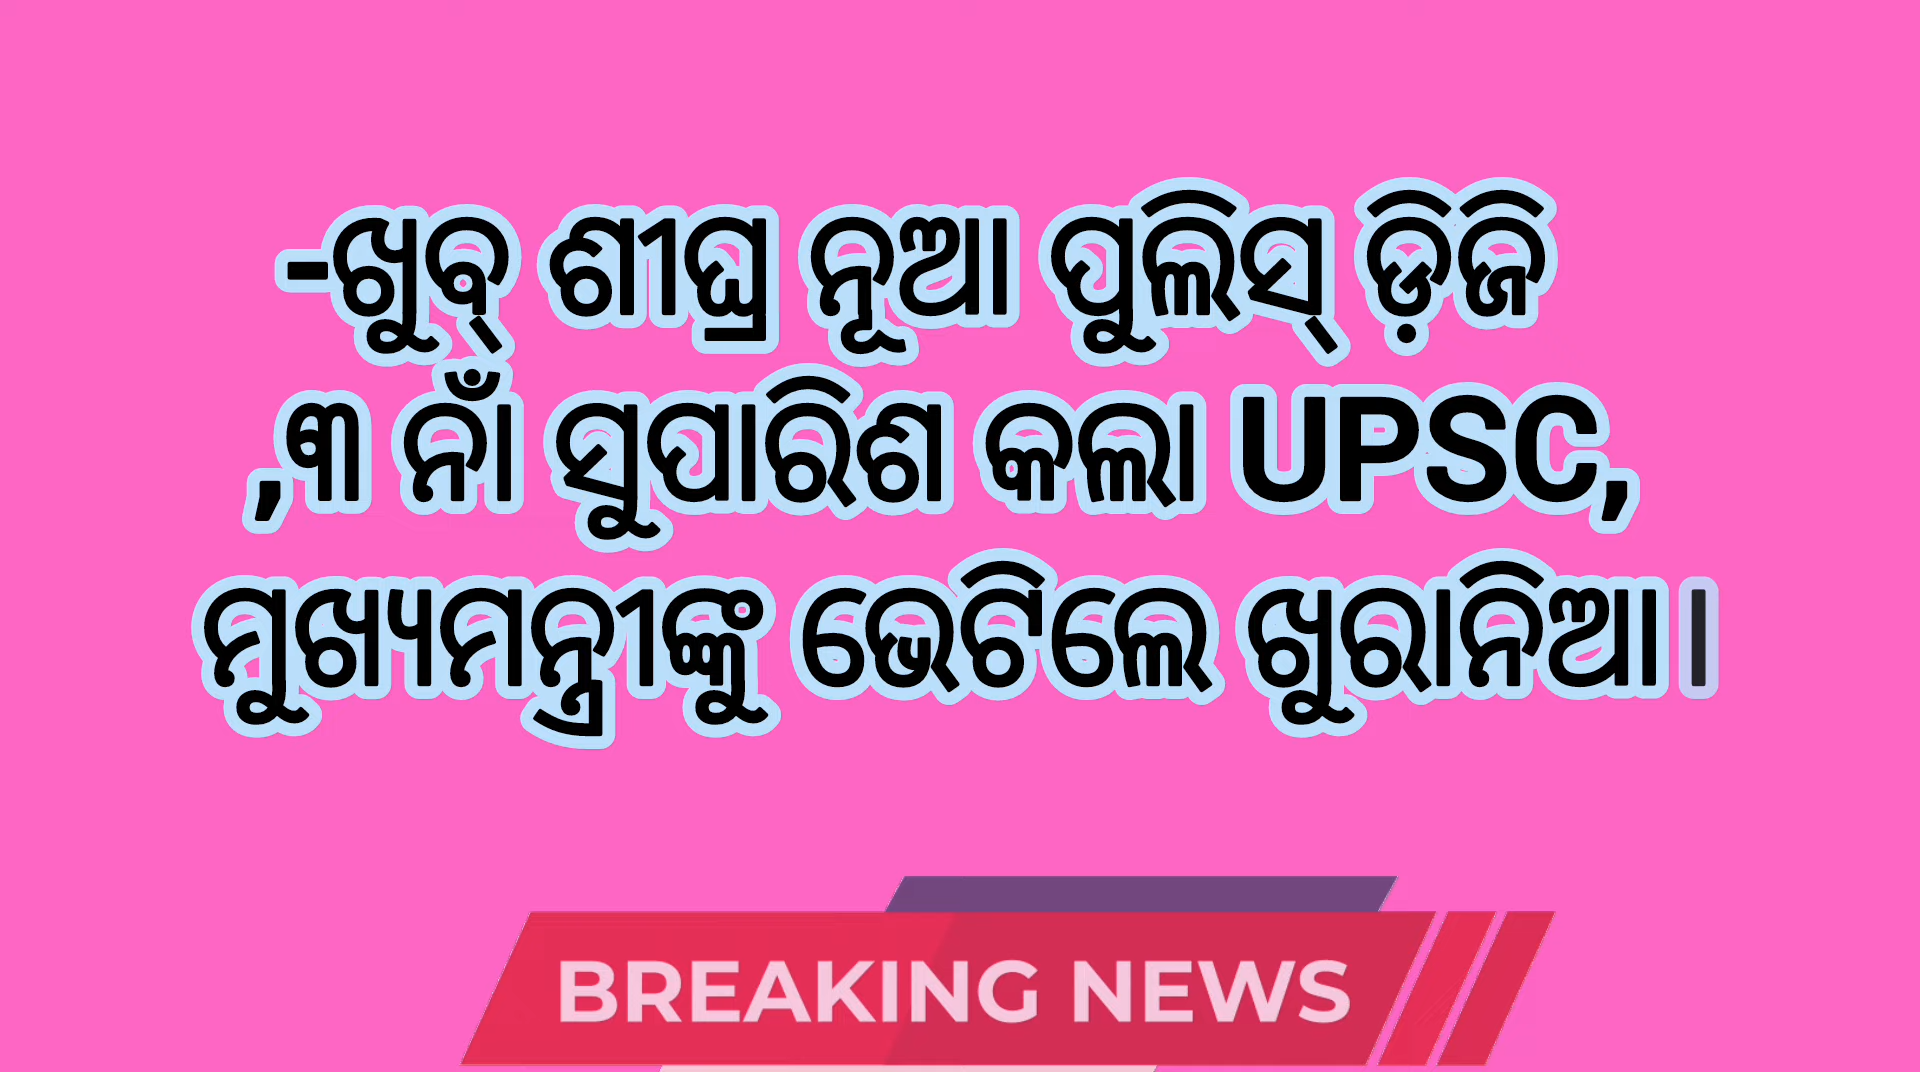 -ଖୁବ୍ ଶୀଘ୍ର ନୂଆ ପୁଲିସ୍ ଡ଼ିଜି
,୩ ନାଁ ସୁପାରିଶ କଲା UPSC,
ମୁଖ୍ୟମନ୍ତ୍ରୀଙ୍କୁ ଭେଟିଲେ ଖୁରାନିଆ।
BREAKING NEWS